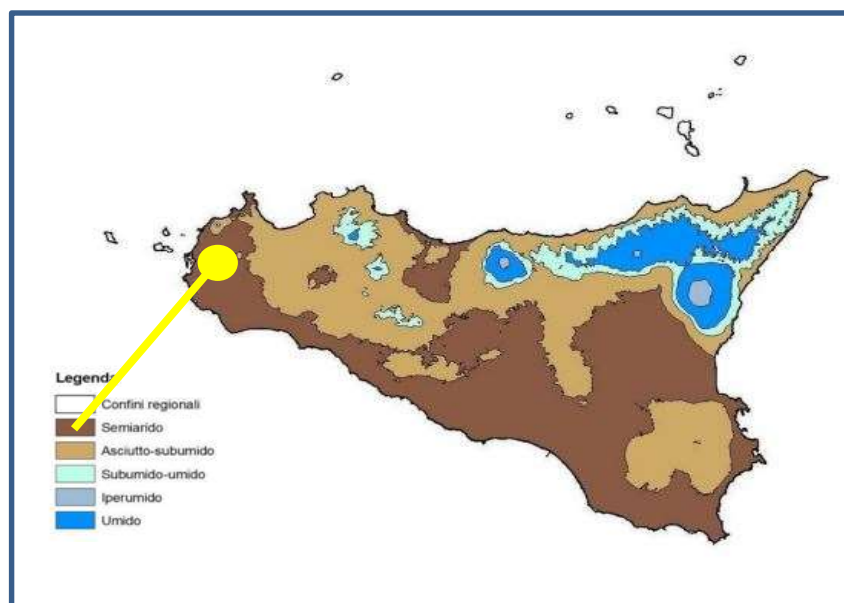 Legenda
Confini regionali
Semiarido
Asciutto-subumido
Subumido-umido
Iperumido
Umido